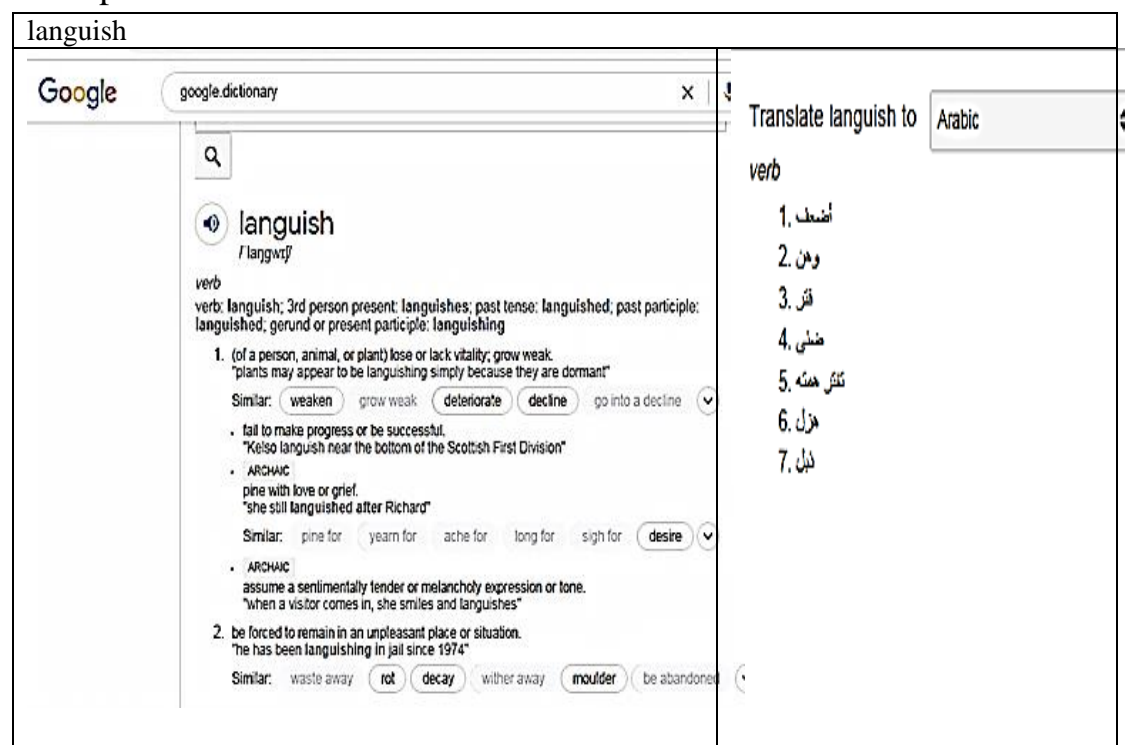 languish
Google
google.dictionary
languish
/ˈlaŋɡwɪʃ/
verb
verb: languish; 3rd person present: languishes; past tense: languished; past participle:
languished; gerund or present participle: languishing
1. (of a person, animal, or plant) lose or lack vitality; grow weak.
"plants may appear to be languishing simply because they are dormant"
Similar: weaken grow weak deteriorate decline go into a decline
• fail to make progress or be successful.
"Kelso languish near the bottom of the Scottish First Division"
• ARCHAIC
pine with love or grief.
"she still languished after Richard"
Similar: pine for yearn for ache for long for sigh for desire
• ARCHAIC
assume a sentimentally tender or melancholy expression or tone.
"when a visitor comes in, she smiles and languishes"
2. be forced to remain in an unpleasant place or situation.
"he has been languishing in jail since 1974"
Similar: waste away rot decay wither away moulder be abandoned
Translate languish to Arabic
verb
1. أضعف
2. وهن
3. فتر
4. ضنى
5. تفتر همته
6. هزل
7. ذبل